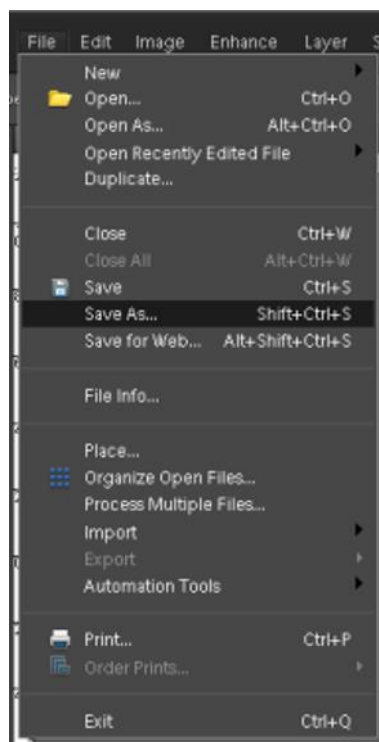 File Edit Image Enhance Layer
New
Open... Ctrl+O
Open As... Alt+Ctrl+O
Open Recently Edited File
Duplicate...
Close Ctrl+W
Close All Alt+Ctrl+W
Save Ctrl+S
Save As... Shift+Ctrl+S
Save for Web... Alt+Shift+Ctrl+S
File Info...
Place...
Organize Open Files...
Process Multiple Files...
Import
Export
Automation Tools
Print... Ctrl+P
Order Prints...
Exit Ctrl+Q